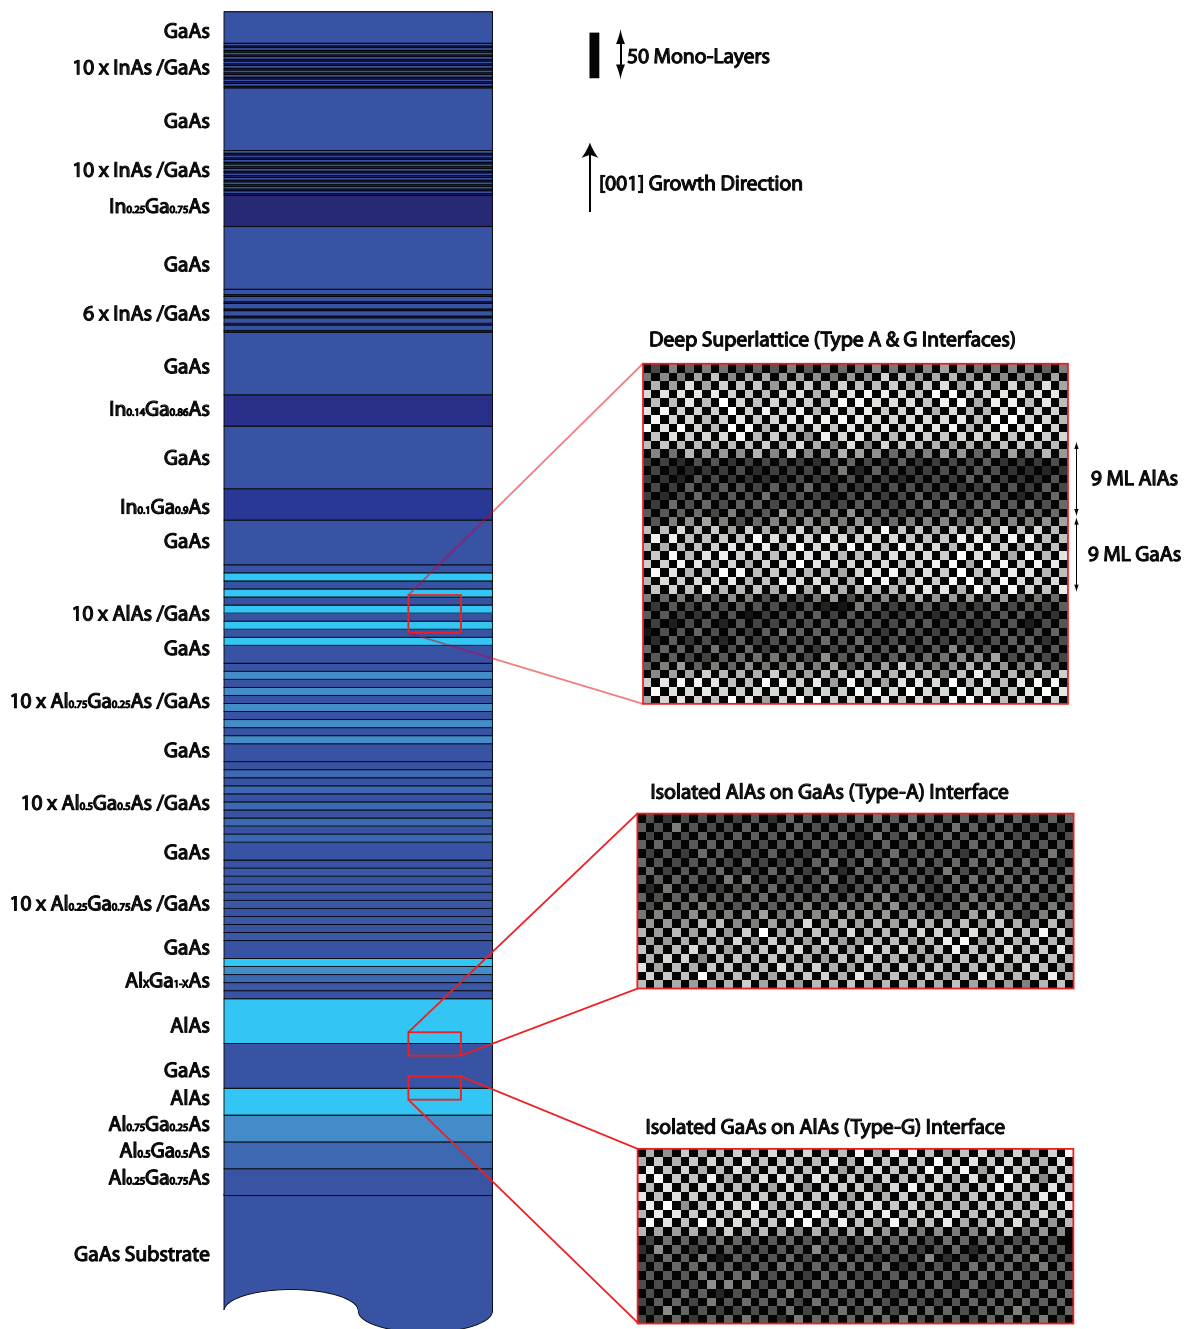 GaAs
10 x InAs /GaAs
GaAs
10 x InAs /GaAs
In0.25Ga0.75As
GaAs
6 x InAs /GaAs
GaAs
In0.14Ga0.86As
GaAs
In0.1Ga0.9As
GaAs
10 x AlAs /GaAs
GaAs
10 x Al0.75Ga0.25As /GaAs
GaAs
10 x Al0.5Ga0.5As /GaAs
GaAs
10 x Al0.25Ga0.75As /GaAs
GaAs
AlxGa1-xAs
AlAs
GaAs
AlAs
Al0.75Ga0.25As
Al0.5Ga0.5As
Al0.25Ga0.75As
GaAs Substrate
50 Mono-Layers
[001] Growth Direction
Deep Superlattice (Type A & G Interfaces)
9 ML AlAs
9 ML GaAs
Isolated AlAs on GaAs (Type-A) Interface
Isolated GaAs on AlAs (Type-G) Interface